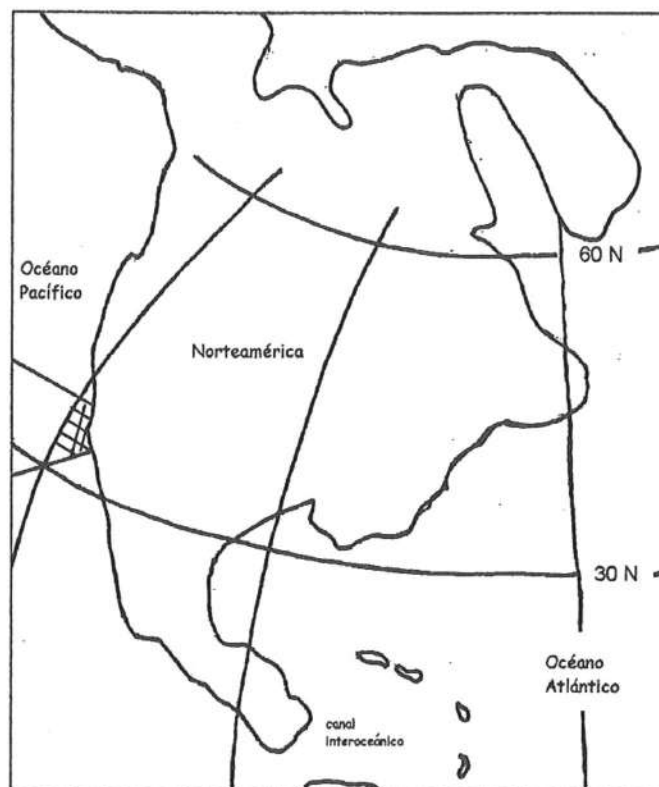 60 N
Océano
Pacífico
Norteamérica
30 N
Océano
Atlántico
canal
interoceánico